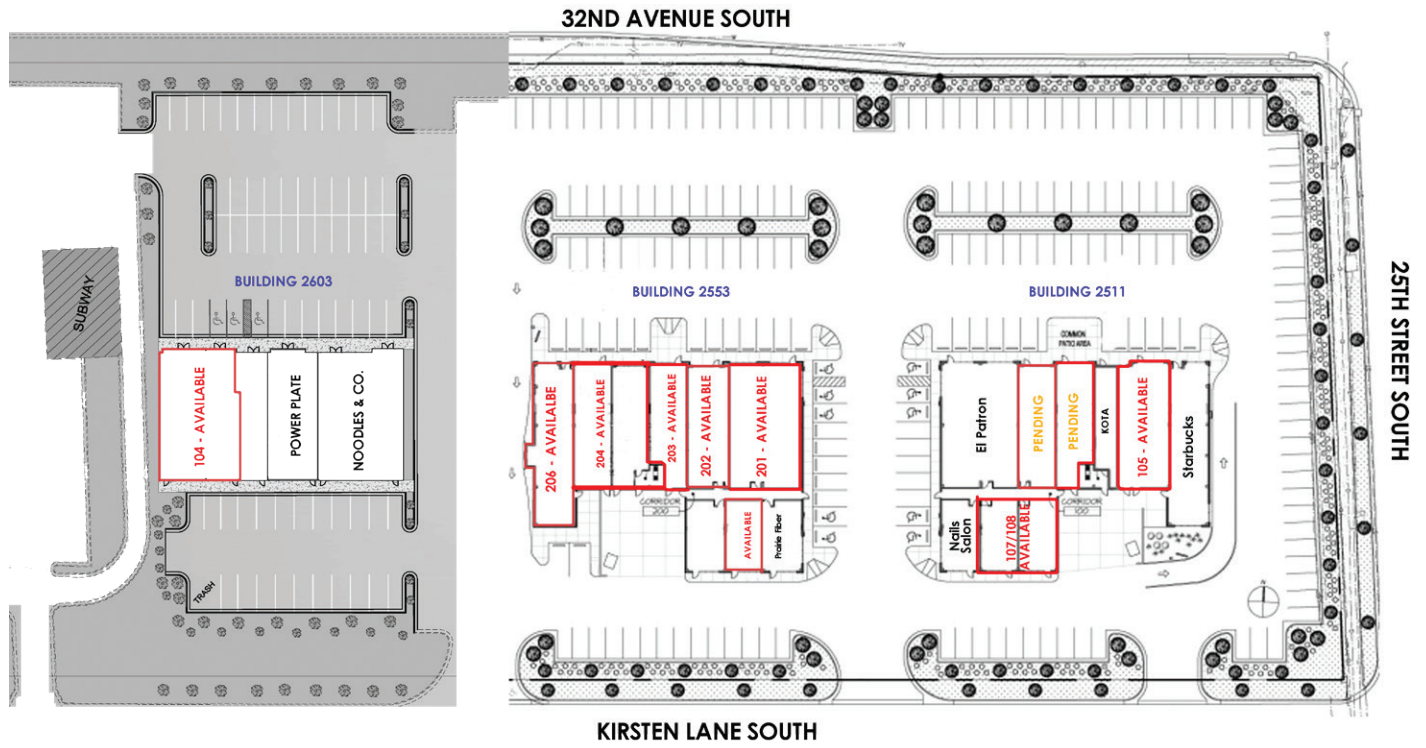 32ND AVENUE SOUTH
25TH STREET SOUTH
KIRSTEN LANE SOUTH
SUBWAY
BUILDING 2603
104 - AVAILABLE
POWER PLATE
NOODLES & CO.
TRASH
BUILDING 2553
206 - AVAILALBE
204 - AVAILABLE
203 - AVAILABLE
202 - AVAILABLE
201 - AVAILABLE
CORRIDOR
200
AVAILABLE
Prairie Fiber
BUILDING 2511
COMMON
PATIO AREA
El Patron
PENDING
PENDING
KOTA
105 - AVAILABLE
Starbucks
CORRIDOR
100
Nails
Salon
107/108
AVAILABLE
N